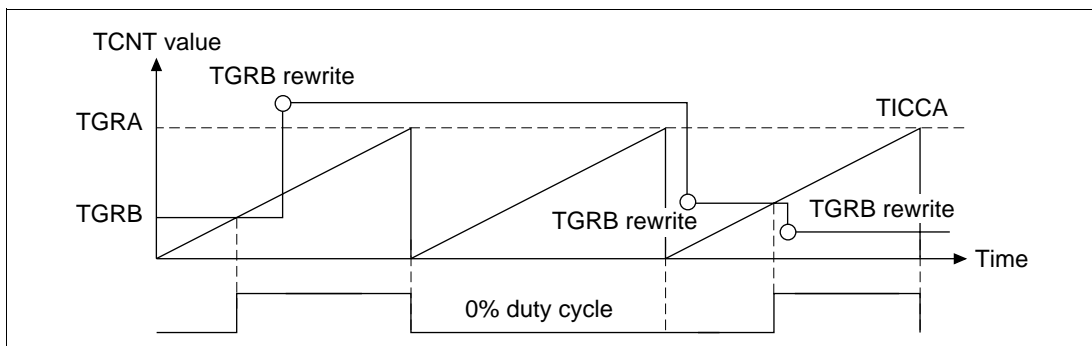 TCNT value
TGRB rewrite
TGRA
TICCA
TGRB
TGRB rewrite
TGRB rewrite
Time
0% duty cycle